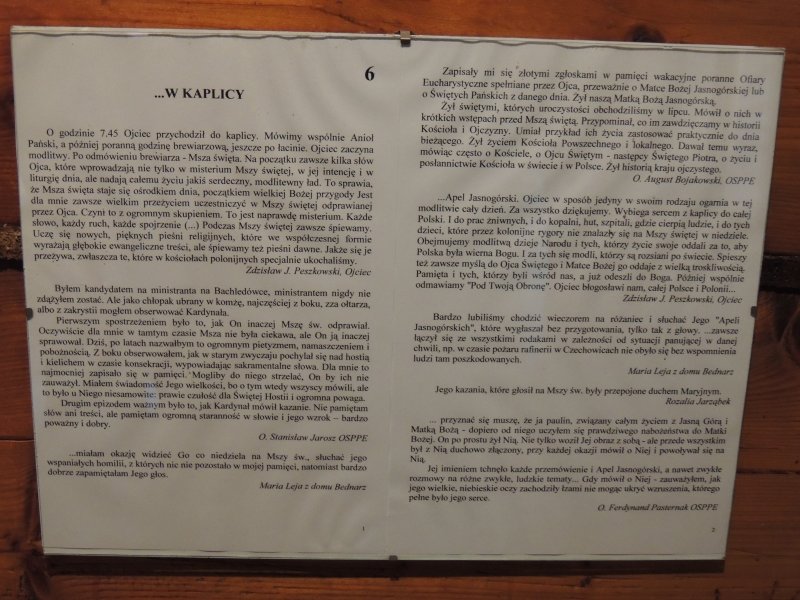 6
...W KAPLICY
O godzinie 7.45 Ojciec przychodził do kaplicy. Mówimy wspólnie Anioł
Pański, a później poranną godzinę brewiarzową, jeszcze po łacinie. Ojciec zaczyna
modlitwy. Po odmówieniu brewiarza - Msza święta. Na początku zawsze kilka słów
Ojca, które wprowadzają nie tylko w misterium Mszy świętej, w jej intencję i w
liturgię dnia, ale nadają całemu życiu jakiś serdeczny, modlitewny ład. To sprawia,
że Msza święta staje się ośrodkiem dnia, początkiem wielkiej Bożej przygody Jest
dla mnie zawsze wielkim przeżyciem uczestniczyć w Mszy świętej odprawianej
przez Ojca. Czyni to z ogromnym skupieniem. To jest naprawdę misterium. Każde
słowo, każdy ruch, każde spojrzenie (...) Podczas Mszy świętej zawsze śpiewamy.
Uczę się nowych, pięknych pieśni religijnych, które we współczesnej formie
wyrażają głębokie ewangeliczne treści, ale śpiewamy też pieśni dawne. Jakże się je
przeżywa, zwłaszcza te, które w kościołach polonijnych specjalnie ukochaliśmy.
Zdzisław J. Peszkowski, Ojciec
Byłem kandydatem na ministranta na Bachledówce, ministrantem nigdy nie
zdążyłem zostać. Ale jako chłopak ubrany w komżę, najczęściej z boku, zza ołtarza,
albo z zakrystii mogłem obserwować Kardynała.
Pierwszym spostrzeżeniem było to, jak On inaczej Mszę św. odprawiał.
Oczywiście dla mnie w tamtym czasie Msza nie była ciekawa, ale On ją inaczej
sprawował. Dziś, po latach nazwałbym to ogromnym pietyzmem, namaszczeniem i
pobożnością. Z boku obserwowałem, jak w starym zwyczaju pochylał się nad hostią
i kielichem w czasie konsekracji, wypowiadając sakramentalne słowa. Dla mnie to
najmocniej zapisało się w pamięci. Mogliby do niego strzelać, On by ich nie
zauważył. Miałem świadomość Jego wielkości, bo o tym wtedy wszyscy mówili, ale
to było u Niego niesamowite: prawie czułość dla Świętej Hostii i ogromna powaga.
Drugim epizodem ważnym było to, jak Kardynał mówił kazanie. Nie pamiętam
słów ani treści, ale pamiętam ogromną staranność w słowie i jego wzrok – bardzo
poważny i dobry.
O. Stanisław Jarosz OSPPE
...miałam okazję widzieć Go co niedziela na Mszy św., słuchać jego
wspaniałych homilii, z których nic nie pozostało w mojej pamięci, natomiast bardzo
dobrze zapamiętałam Jego głos.
Maria Leja z domu Bednarz
1
Zapisały mi się złotymi zgłoskami w pamięci wakacyjne poranne Ofiary
Eucharystyczne spełniane przez Ojca, przeważnie o Matce Bożej Jasnogórskiej lub
o Świętych Pańskich z danego dnia. Żył naszą Matką Bożą Jasnogórską.
Żył świętymi, których uroczystości obchodziliśmy w lipcu. Mówił o nich w
krótkich wstępach przed Mszą świętą. Przypominał, co im zawdzięczamy w historii
Kościoła i Ojczyzny. Umiał przykład ich życia zastosować praktycznie do dnia
bieżącego. Żył życiem Kościoła Powszechnego i lokalnego. Dawał temu wyraz,
mówiąc często o Kościele, o Ojcu Świętym - następcy Świętego Piotra, o życiu i
posłannictwie Kościoła w świecie i w Polsce. Żył historią kraju ojczystego.
O. August Bojakowski, OSPPE
...Apel Jasnogórski. Ojciec w sposób jedyny w swoim rodzaju ogarnia w tej
modlitwie cały dzień. Za wszystko dziękujemy. Wybiega sercem z kaplicy do całej
Polski. I do prac żniwnych, i do kopalni, hut, szpitali, gdzie cierpią ludzie, i do tych
dzieci, które przez kolonijne rygory nie znalazły się na Mszy świętej w niedzielę.
Obejmujemy modlitwą dzieje Narodu i tych, którzy życie swoje oddali za to, aby
Polska była wierna Bogu. I za tych się modli, którzy są rozsiani po świecie. Śpieszy
też zawsze myślą do Ojca Świętego i Matce Bożej go oddaje z wielką troskliwością.
Pamięta i tych, którzy byli wśród nas, a już odeszli do Boga. Później wspólnie
odmawiamy "Pod Twoją Obronę". Ojciec błogosławi nam, całej Polsce i Polonii...
Zdzisław J. Peszkowski, Ojciec
Bardzo lubiliśmy chodzić wieczorem na różaniec i słuchać Jego "Apeli
Jasnogórskich", które wygłaszał bez przygotowania, tylko tak z głowy. ...zawsze
łączył się ze wszystkimi rodakami w zależności od sytuacji panującej w danej
chwili, np. w czasie pożaru rafinerii w Czechowicach nie obyło się bez wspomnienia
ludzi tam poszkodowanych.
Maria Leja z domu Bednarz
Jego kazania, które głosił na Mszy św. były przepojone duchem Maryjnym.
Rozalia Jarząbek
... przyznać się muszę, że ja paulin, związany całym życiem z Jasną Górą i
Matką Bożą - dopiero od niego uczyłem się prawdziwego nabożeństwa do Matki
Bożej. On po prostu żył Nią. Nie tylko woził Jej obraz z sobą - ale przede wszystkim
był z Nią duchowo złączony, przy każdej okazji mówił o Niej i powoływał się na
Nią.
Jej imieniem tchnęło każde przemówienie i Apel Jasnogórski, a nawet zwykłe
rozmowy na różne zwykłe, ludzkie tematy... Gdy mówił o Niej - zauważyłem, jak
jego wielkie, niebieskie oczy zachodziły łzami nie mogąc ukryć wzruszenia, którego
pełne było jego serce.
O. Ferdynand Pasternak OSPPE
2